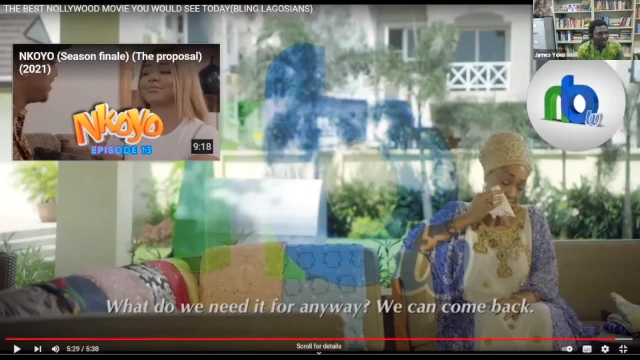 THE BEST NOLLYWOOD MOVIE YOU WOULD SEE TODAY(BLING LAGOSIANS)
NKOYO (Season finale) (The proposal)
(2021)
Nkoyo
EPISODE 13
9:18
James Yeku
nb
tv
What do we need it for anyway? We can come back.
5:29 / 5:38
Scroll for details